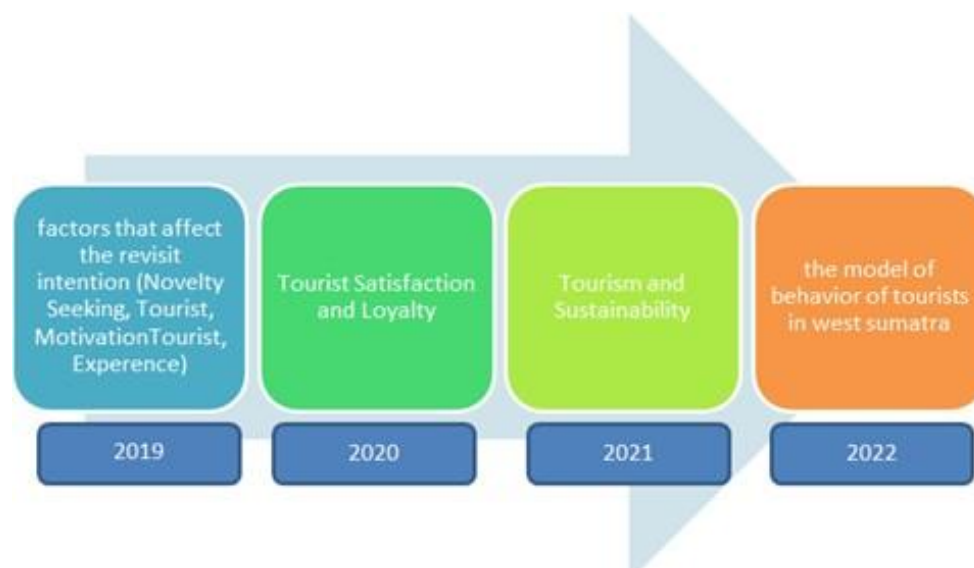 factors that affect
the revisit
intention (Novelty
Seeking, Tourist,
MotivationTourist,
Experence)
Tourist Satisfaction
and Loyalty
Tourism and
Sustainability
the model of
behavior of tourists
in west sumatra
2019
2020
2021
2022